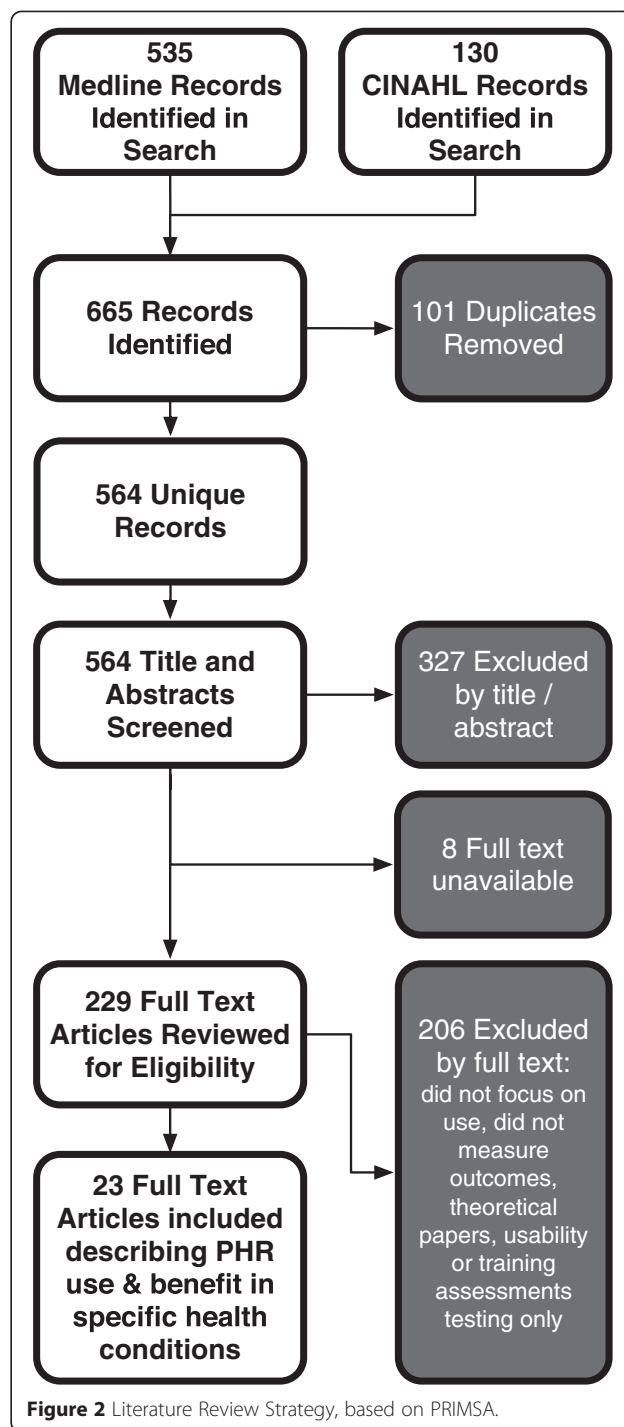 535
Medline Records
Identified in
Search
130
CINAHL Records
Identified in
Search
665 Records
Identified
101 Duplicates
Removed
564 Unique
Records
564 Title and
Abstracts
Screened
327 Excluded
by title /
abstract
8 Full text
unavailable
229 Full Text
Articles Reviewed
for Eligibility
206 Excluded
by full text:
did not focus on
use, did not
measure
outcomes,
theoretical
papers, usability
or training
assessments
testing only
23 Full Text
Articles included
describing PHR
use & benefit in
specific health
conditions
Figure 2 Literature Review Strategy, based on PRIMSA.